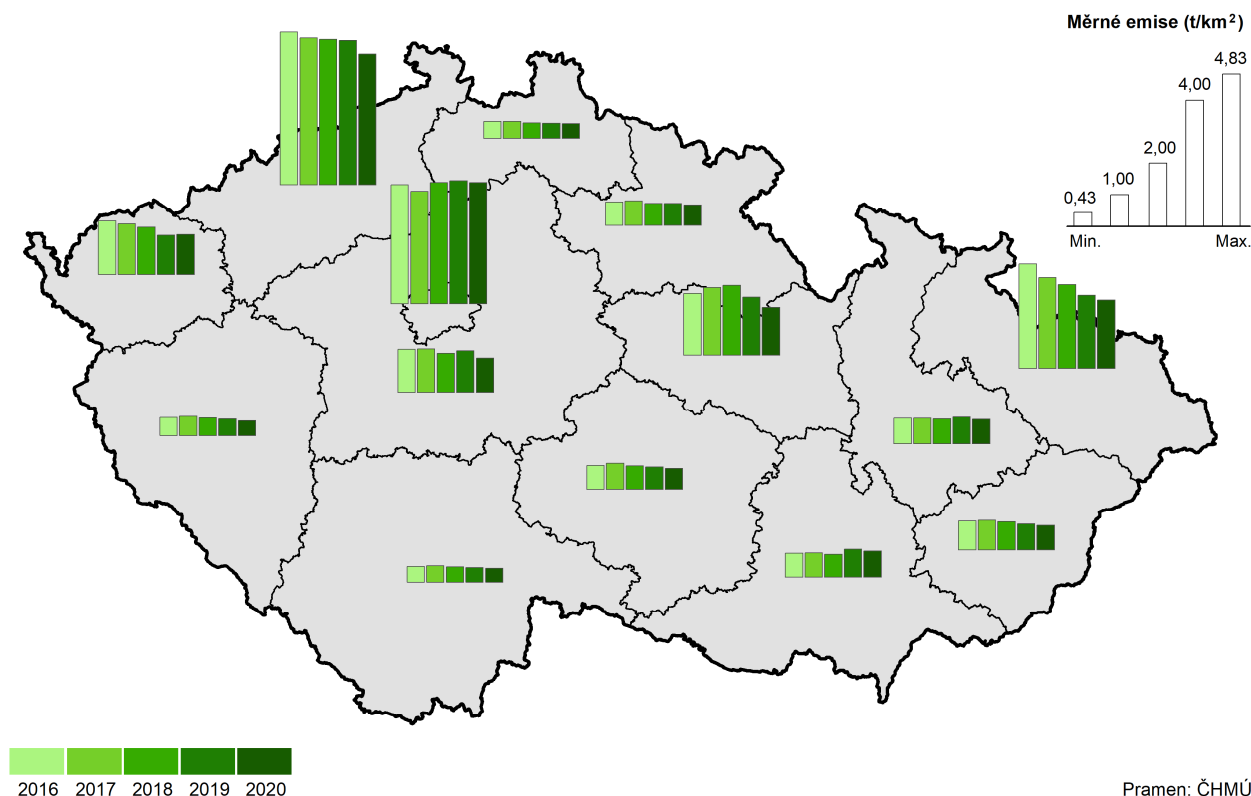 Měrné emise (t/km²)
4,83
4,00
2,00
1,00
0,43
Min.
Max.
2016 2017 2018 2019 2020
Pramen: ČHMÚ